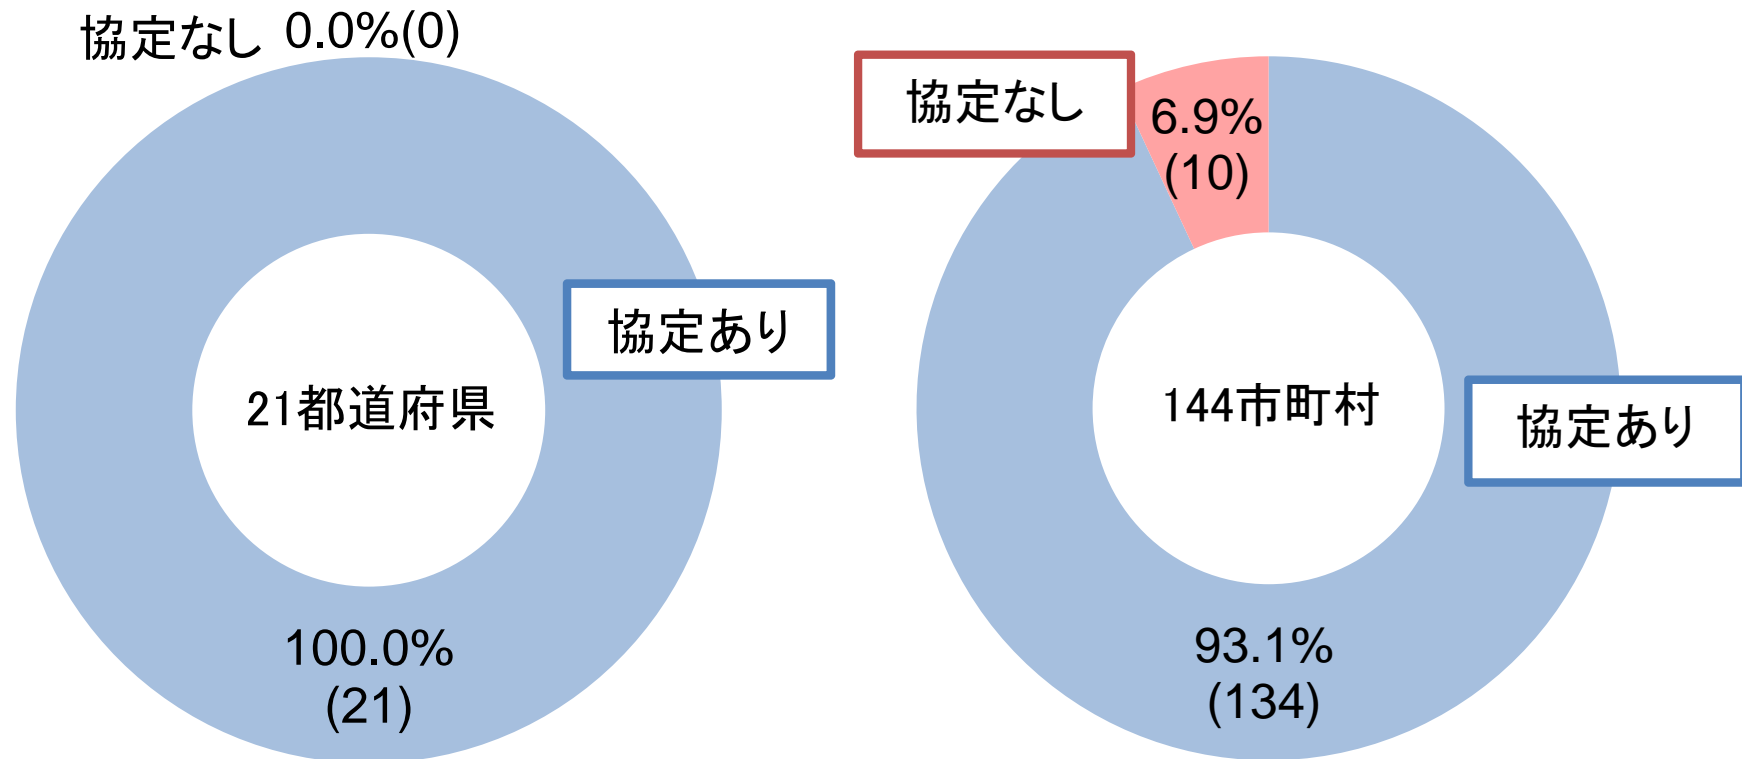 協定なし 0.0%(0)
協定あり
21都道府県
100.0%
(21)
協定なし
6.9%
(10)
144市町村
協定あり
93.1%
(134)